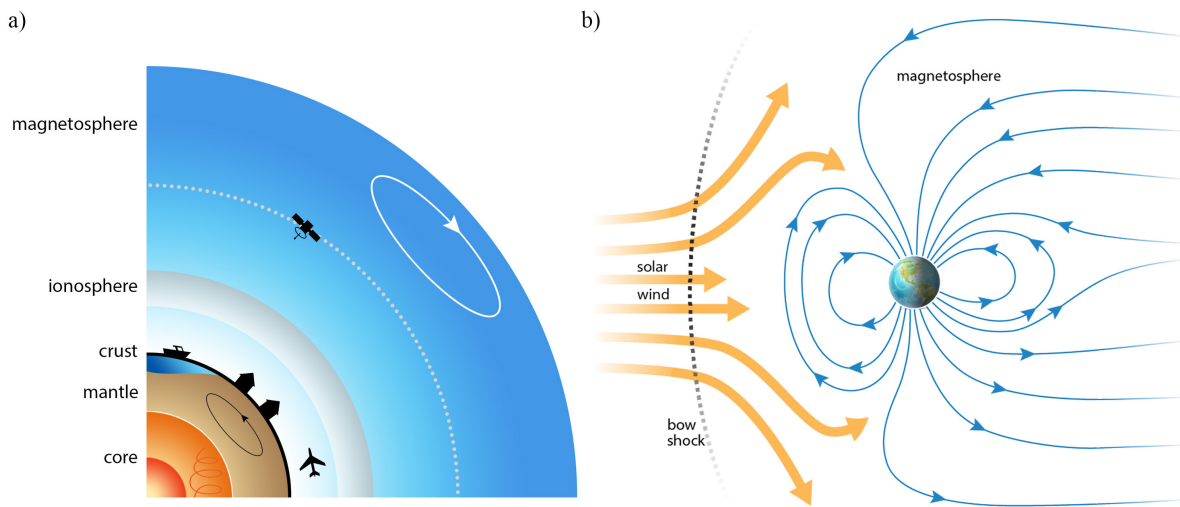 a)
magnetosphere
ionosphere
crust
mantle
core
b)
magnetosphere
solar
wind
bow
shock